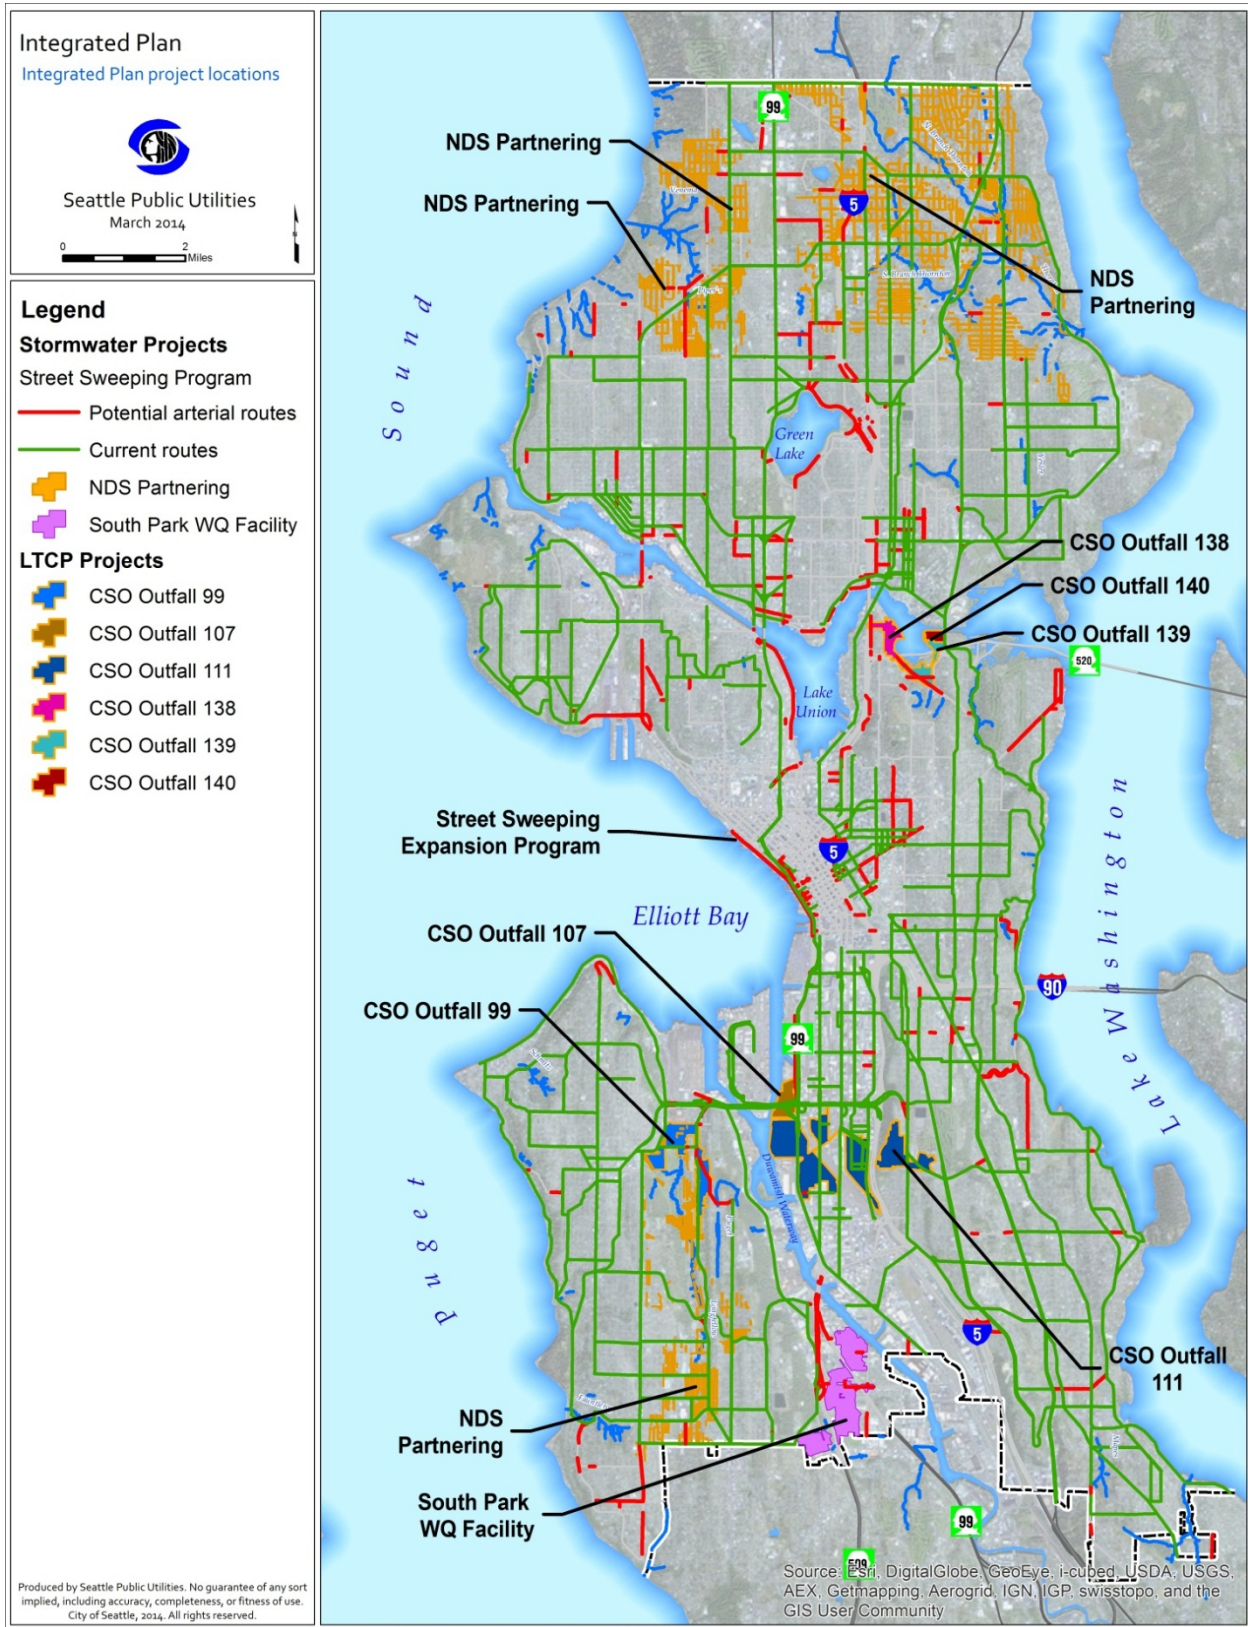 Integrated Plan
Integrated Plan project locations
Seattle Public Utilities
March 2014
0 2
Miles
N
Legend
Stormwater Projects
Street Sweeping Program
Potential arterial routes
Current routes
NDS Partnering
South Park WQ Facility
LTCP Projects
CSO Outfall 99
CSO Outfall 107
CSO Outfall 111
CSO Outfall 138
CSO Outfall 139
CSO Outfall 140
Produced by Seattle Public Utilities. No guarantee of any sort
implied, including accuracy, completeness, or fitness of use.
City of Seattle, 2014. All rights reserved.
99
NDS Partnering
NDS Partnering
5
NDS
Partnering
Venema
Piper's
S. Branch Thornton
Sound
Green
Lake
CSO Outfall 138
CSO Outfall 140
CSO Outfall 139
520
Lake
Union
Street Sweeping
Expansion Program
5
Elliott Bay
Lake Washington
CSO Outfall 107
CSO Outfall 99
90
99
Duwamish Waterway
Longfellow
Puget
5
CSO Outfall
111
NDS
Partnering
South Park
WQ Facility
99
509
Source: Esri, DigitalGlobe, GeoEye, i-cubed, USDA, USGS,
AEX, Getmapping, Aerogrid, IGN, IGP, swisstopo, and the
GIS User Community